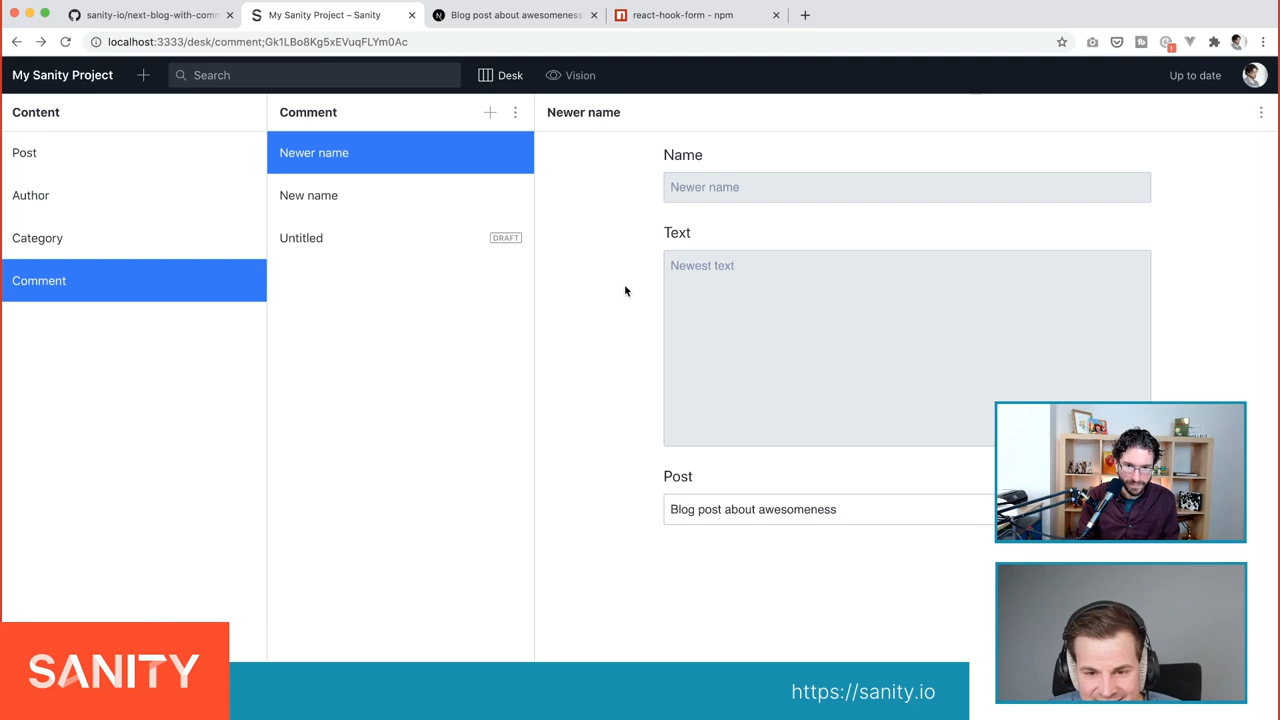 sanity-io/next-blog-with-comm
My Sanity Project – Sanity
Blog post about awesomeness
react-hook-form - npm
localhost:3333/desk/comment;Gk1LBo8Kg5xEVuqFLYm0Ac
My Sanity Project
Search
Desk
Vision
Up to date
Content
Comment
Newer name
Post
Author
Category
Comment
Newer name
New name
Untitled
DRAFT
Name
Newer name
Text
Newest text
Post
Blog post about awesomeness
SANITY
https://sanity.io